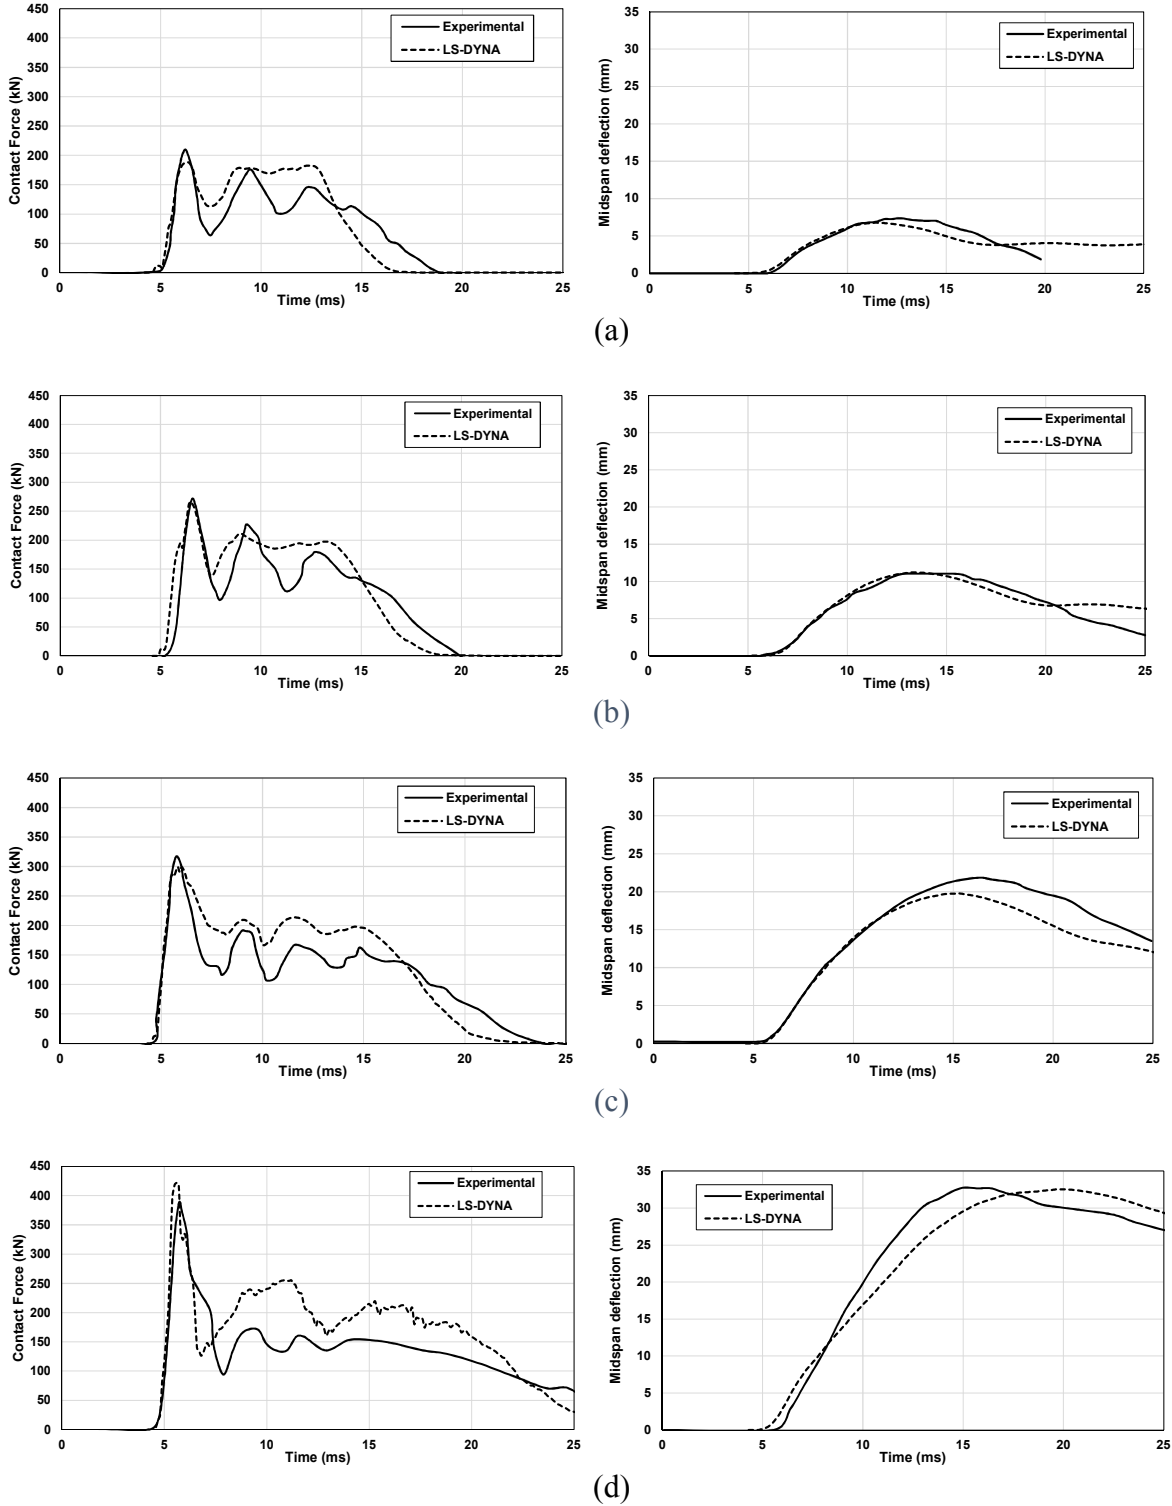 Contact Force (kN)
450
400
350
300
250
200
150
100
50
0
0 5 10 15 20 25
Time (ms)
Experimental
LS-DYNA
Midspan deflection (mm)
35
30
25
20
15
10
5
0
0 5 10 15 20 25
Time (ms)
Experimental
LS-DYNA
(a)
Contact Force (kN)
450
400
350
300
250
200
150
100
50
0
0 5 10 15 20 25
Time (ms)
Experimental
LS-DYNA
Midspan deflection (mm)
35
30
25
20
15
10
5
0
0 5 10 15 20 25
Time (ms)
Experimental
LS-DYNA
(b)
Contact Force (kN)
450
400
350
300
250
200
150
100
50
0
0 5 10 15 20 25
Time (ms)
Experimental
LS-DYNA
Midspan deflection (mm)
35
30
25
20
15
10
5
0
0 5 10 15 20 25
Time (ms)
Experimental
LS-DYNA
(c)
Contact Force (kN)
450
400
350
300
250
200
150
100
50
0
0 5 10 15 20 25
Time (ms)
Experimental
LS-DYNA
Midspan deflection (mm)
35
30
25
20
15
10
5
0
0 5 10 15 20 25
Time (ms)
Experimental
LS-DYNA
(d)